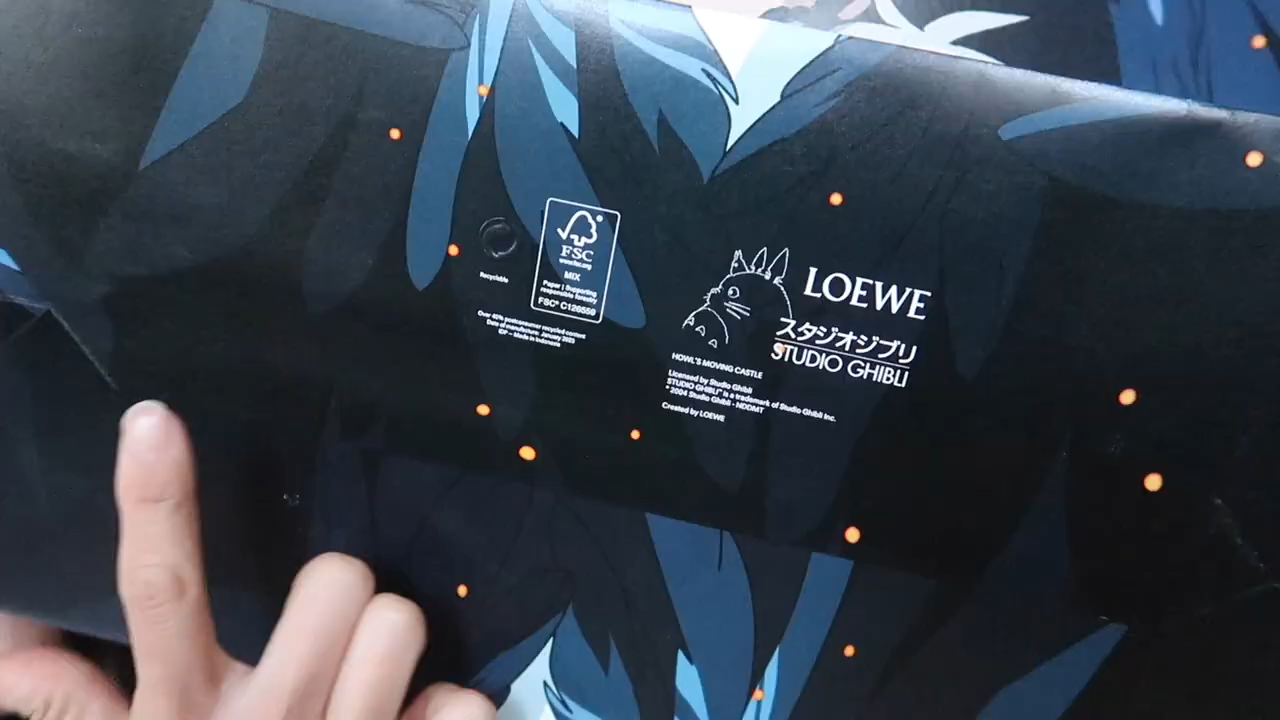 Recyclable
FSC
www.fsc.org
MIX
Paper | Supporting
responsible forestry
FSC® C126559
Over 40% postconsumer recycled content
Date of manufacture: January 2023
IDP – Made in Indonesia
LOEWE
スタジオジブリ
STUDIO GHIBLI
HOWL'S MOVING CASTLE
Licensed by Studio Ghibli
STUDIO GHIBLI™ is a trademark of Studio Ghibli Inc.
© 2004 Studio Ghibli - NDDMT
Created by LOEWE